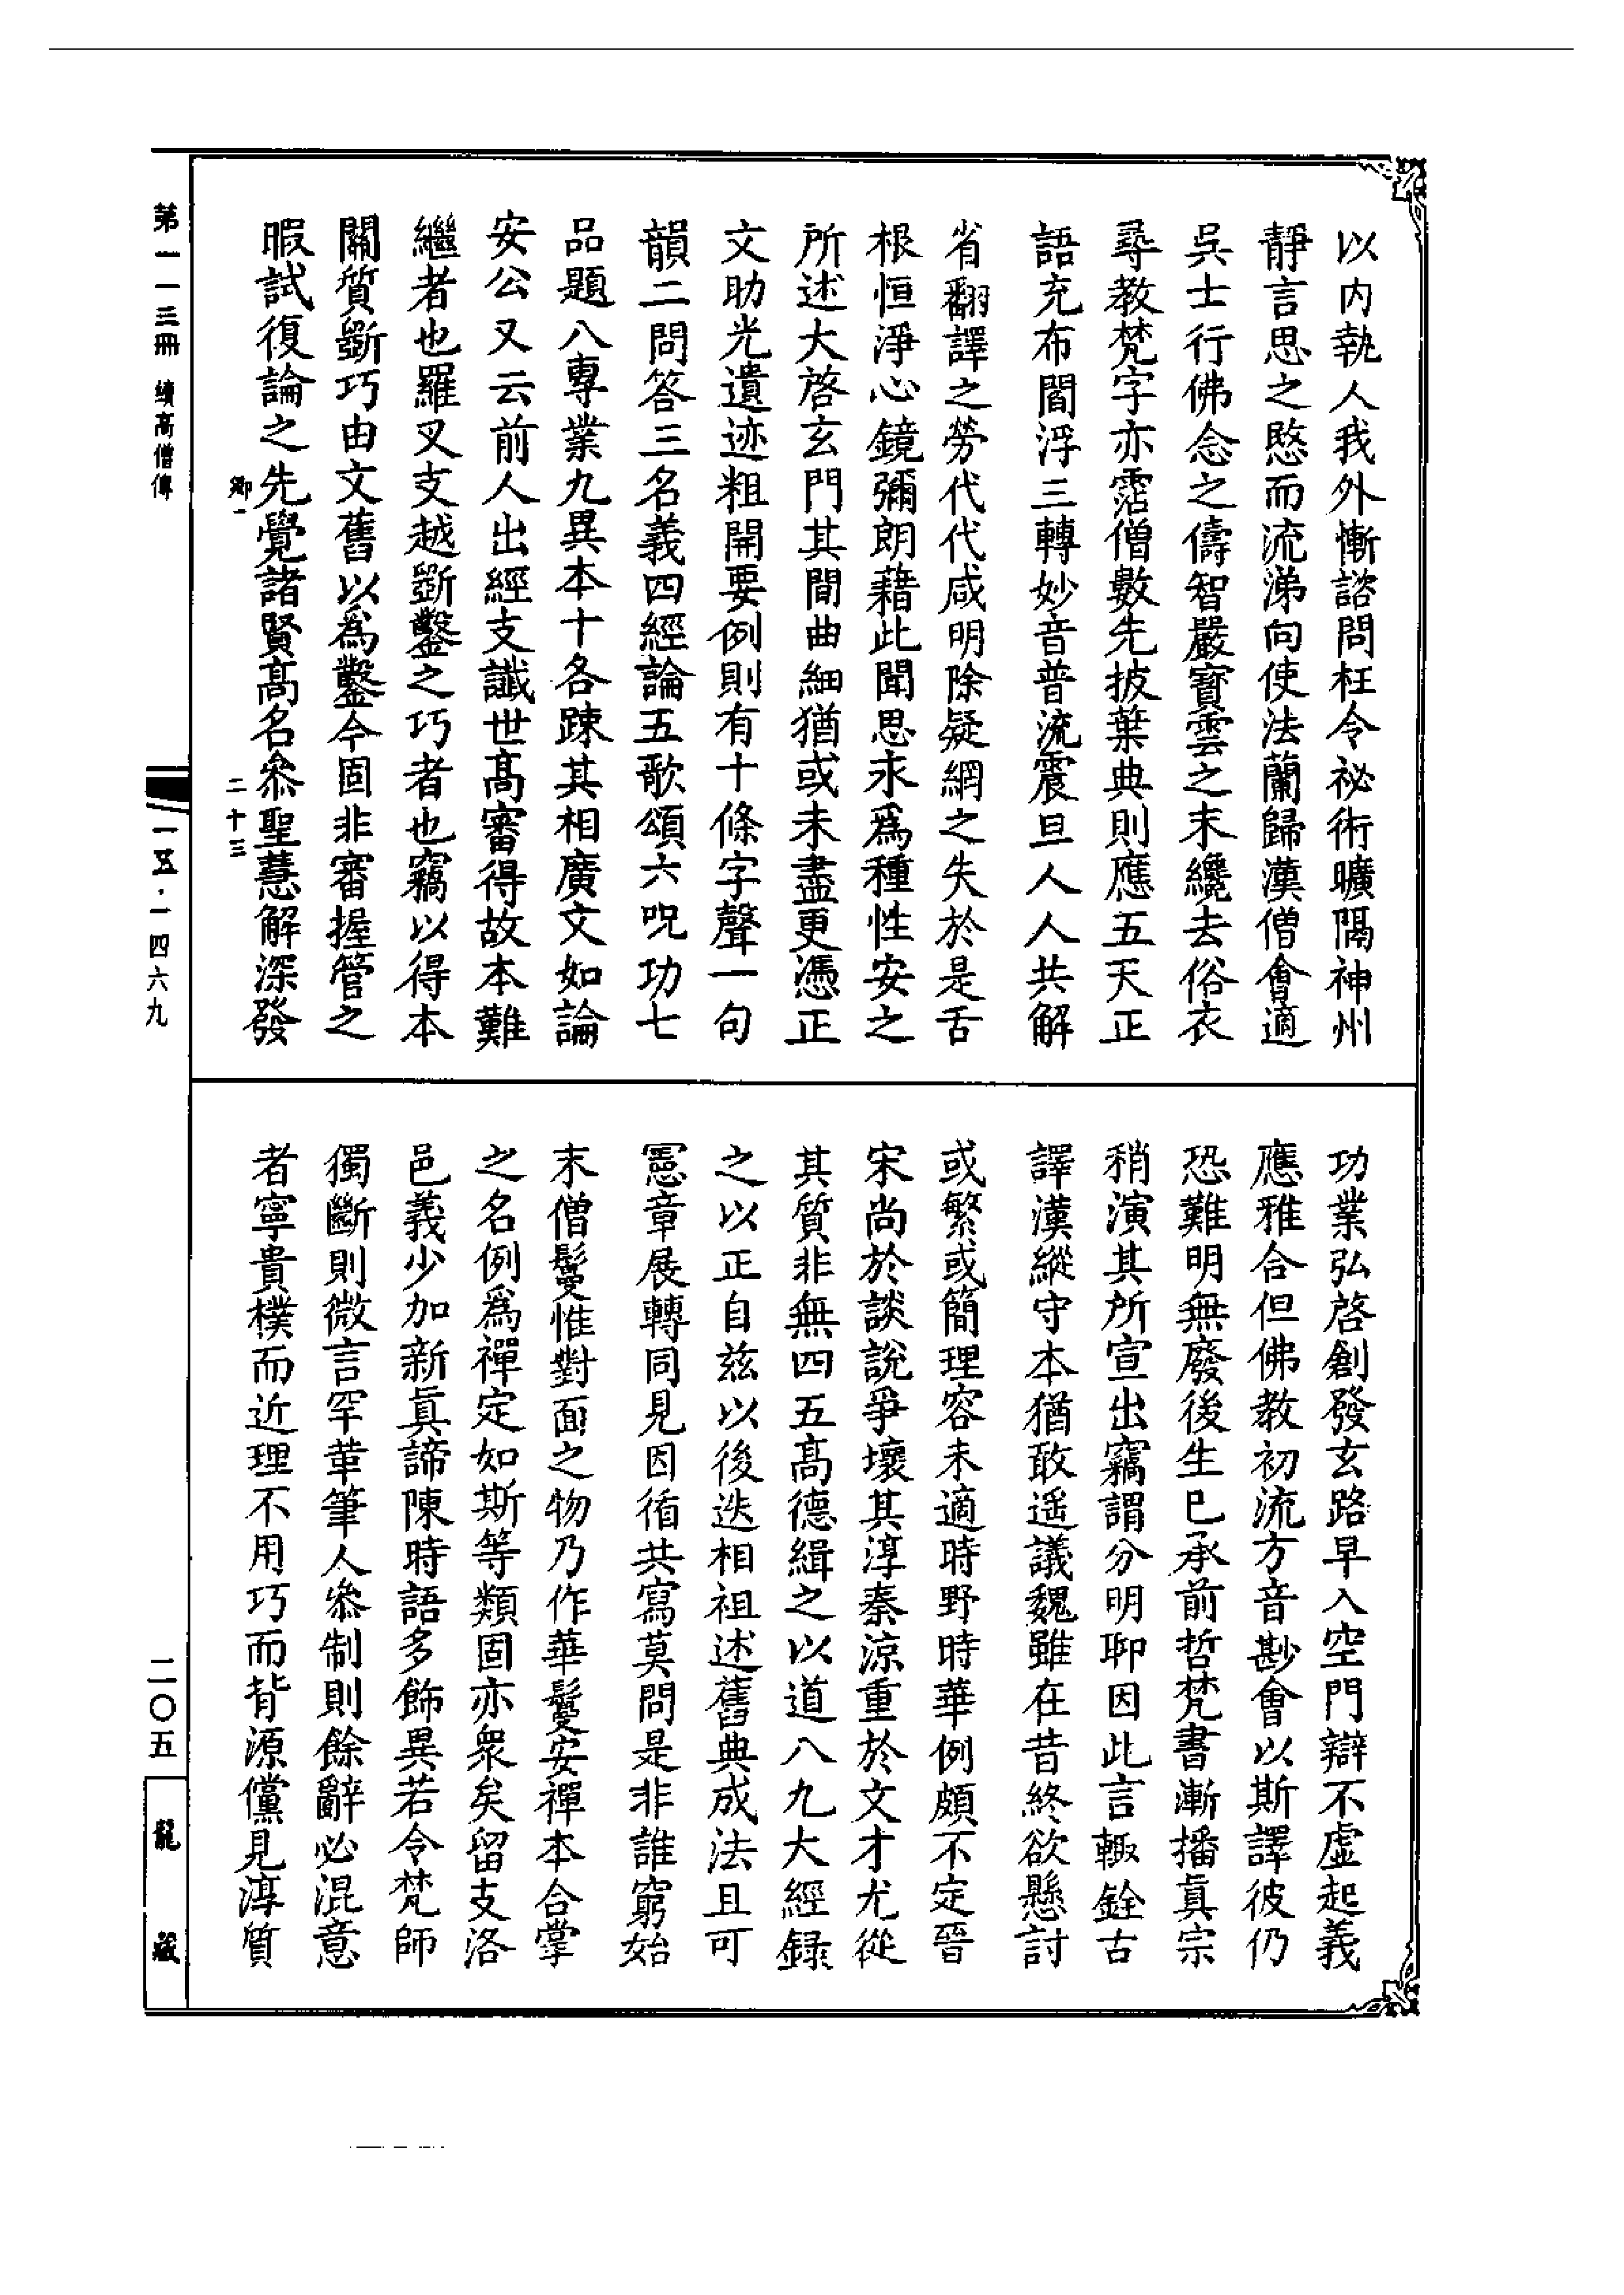 以内執人我外慚諮問枉令祕術曠隔神州
靜言思之愍而流涕向使法蘭歸漢僧會適
吳士行佛念之儔智嚴寶雲之末纔去俗衣
尋教梵字亦霑僧數先披葉典則應五天正
語充布閻浮三轉妙音普流震旦人人共解
省翻譯之勞代代咸明除疑網之失於是舌
根恒淨心鏡彌朗藉此聞思永為種性安之
所述大啓玄門其間曲細猶或未盡更憑正
文助光遺迹粗開要例則有十條字聲一句
韻二問答三名義四經論五歌頌六呪功七
品題八專業九異本十各踈其相廣文如論
安公又云前人出經支讖世高審得故本難
繼者也羅叉支越斵鑿之巧者也竊以得本
關質斵巧由文舊以為鑿今固非審握管之
暇試復論之先覺諸賢高名叅聖慧解深發
功業弘啓創發玄路早入空門辯不虛起義
應雅合但佛教初流方音尠會以斯譯彼仍
恐難明無廢後生已承前哲梵書漸播眞宗
稍演其所宣出竊謂分明聊因此言輒銓古
譯漢縱守本猶敢遥議魏雖在昔終欲懸討
或繁或簡理容未適時野時華例頗不定晉
宋尚於談說爭壞其淳秦涼重於文才尤從
其質非無四五高德緝之以道八九大經録
之以正自兹以後迭相祖述舊典成法且可
憲章展轉同見因循共寫莫問是非誰窮始
末僧鬘惟對面之物乃作華鬘安禪本合掌
之名例為禪定如斯等類固亦衆矣留支洛
邑義少加新眞諦陳時語多飾異若令梵師
獨斷則微言罕革筆人叅制則餘辭必混意
者寧貴樸而近理不用巧而背源儻見淳質
第一一三冊 續高僧傳
卿一
二十三
一五·一四六九
二〇五
龍藏